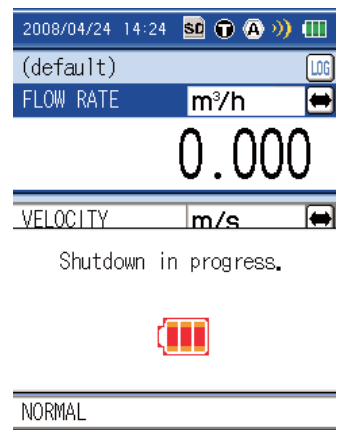 2008/04/24 14:24 SD T A
(default) LOG
FLOW RATE m³/h
0.000
VELOCITY m/s
Shutdown in progress.
NORMAL